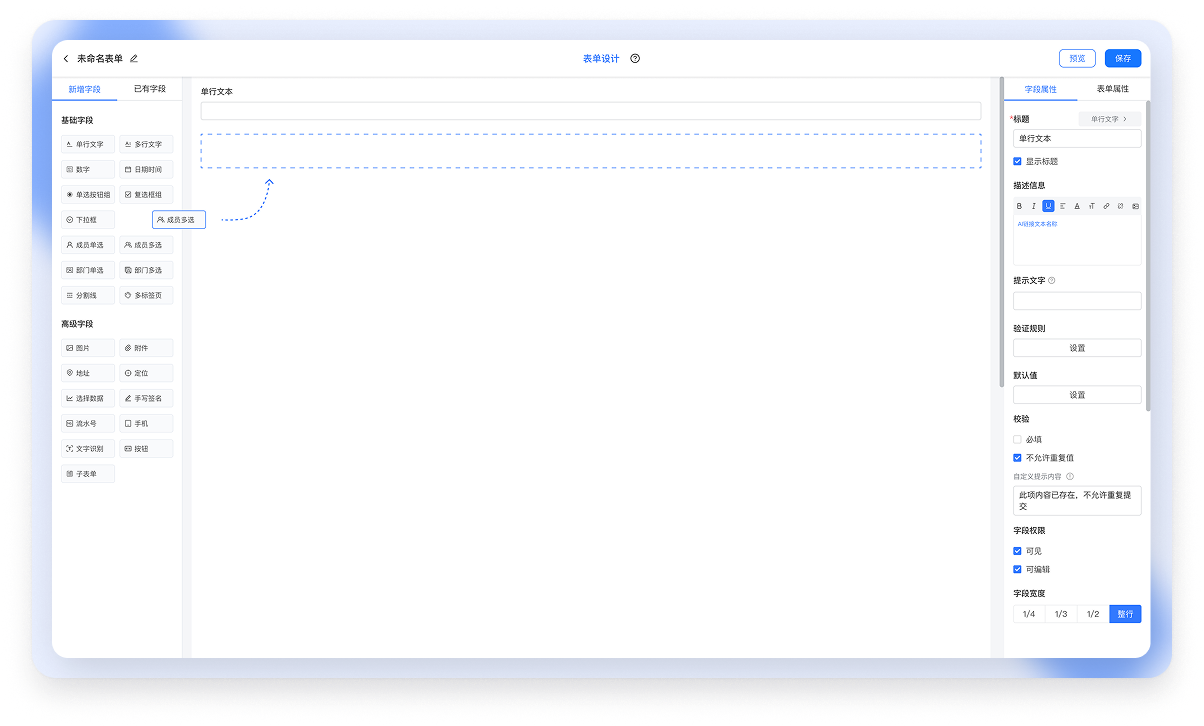 未命名表单
表单设计
预览
保存
新增字段
已有字段
基础字段
单行文字
多行文字
数字
日期时间
单选按钮组
复选框组
下拉框
成员多选
成员单选
成员多选
部门单选
部门多选
分割线
多标签页
高级字段
图片
附件
地址
定位
选择数据
手写签名
流水号
手机
文字识别
按钮
子表单
单行文本
字段属性
表单属性
*标题
单行文字 >
单行文本
显示标题
描述信息
B I U
AI链接文本名称
提示文字
验证规则
设置
默认值
设置
校验
必填
不允许重复值
自定义提示内容
此项内容已存在，不允许重复提
交
字段权限
可见
可编辑
字段宽度
1/4 1/3 1/2 整行